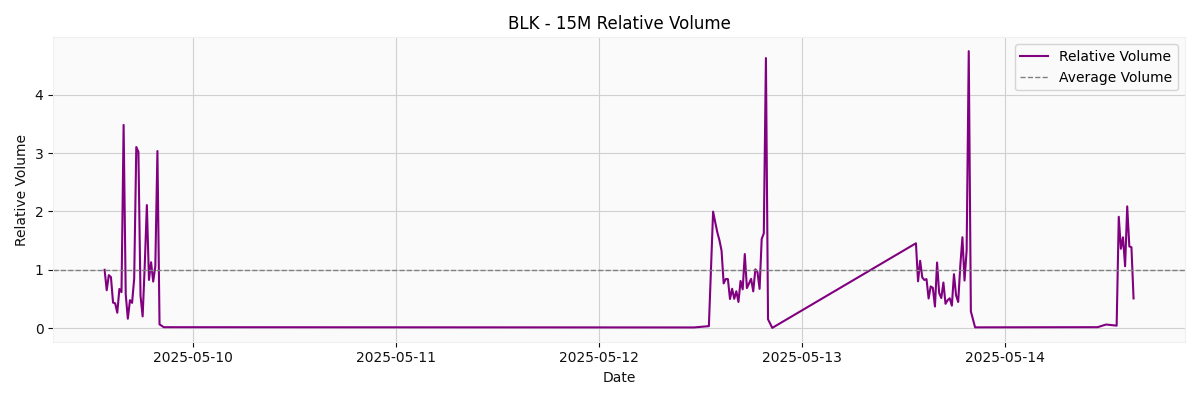 BLK - 15M Relative Volume
Relative Volume
Average Volume
Relative Volume
4
3
2
1
0
2025-05-10
2025-05-11
2025-05-12
2025-05-13
2025-05-14
Date